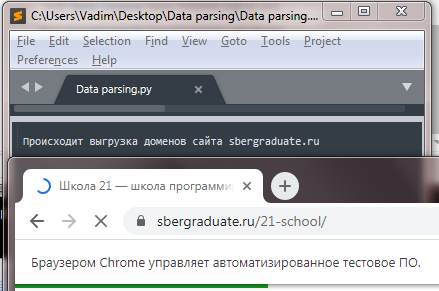 C:\Users\Vadim\Desktop\Data parsing\Data parsing....
File Edit Selection Find View Goto Tools Project
Preferences Help
Data parsing.py
Происходит выгрузка доменов сайта sbergraduate.ru
Школа 21 — школа программи
sbergraduate.ru/21-school/
Браузером Chrome управляет автоматизированное тестовое ПО.